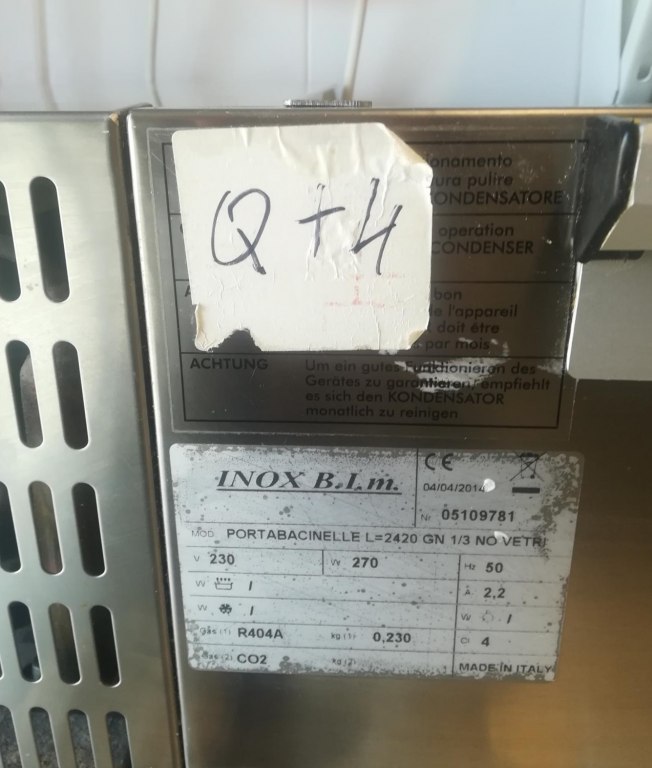 Q + 4
onamento
ura pulire
ONDENSATORE
operation
CONDENSER
bon
e l'appareil
doit étre
par mois
ACHTUNG
Um ein gutes Funktionieren des
Gerätes zu garantieren, empfiehlt
es sich den KONDENSATOR
monatlich zu reinigen
INOX B.I.m.
CE
04/04/2014
Nr 05109781
MOD. PORTABACINELLE L=2420 GN 1/3 NO VETRI
V 230 W 270 Hz 50
W / A 2,2
W / W /
Gas (1) R404A kg (1) 0,230 Cl 4
Gas (2) CO2 kg (2) MADE IN ITALY